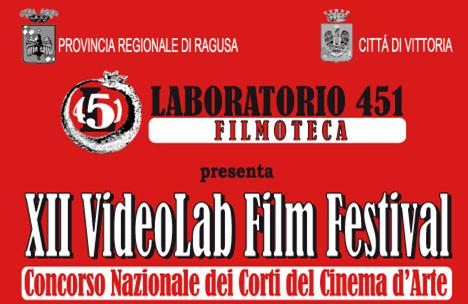 PROVINCIA REGIONALE DI RAGUSA
CITTÁ DI VITTORIA
451
LABORATORIO 451
FILMOTECA
presenta
XII VideoLab Film Festival
Concorso Nazionale dei Corti del Cinema d'Arte